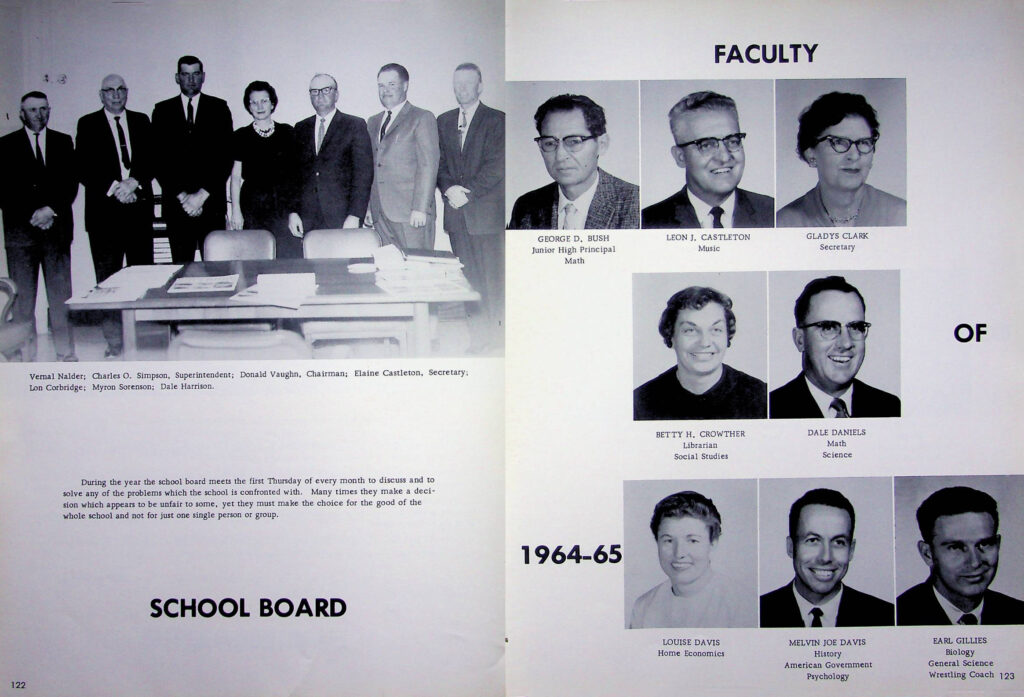 Vernal Nalder; Charles O. Simpson, Superintendent; Donald Vaughn, Chairman; Elaine Castleton, Secretary;
Lon Corbridge; Myron Sorenson; Dale Harrison.
During the year the school board meets the first Thursday of every month to discuss and to
solve any of the problems which the school is confronted with. Many times they make a deci-
sion which appears to be unfair to some, yet they must make the choice for the good of the
whole school and not for just one single person or group.
SCHOOL BOARD
122
FACULTY
GEORGE D. BUSH
Junior High Principal
Math
LEON J. CASTLETON
Music
GLADYS CLARK
Secretary
OF
BETTY H. CROWTHER
Librarian
Social Studies
DALE DANIELS
Math
Science
1964-65
LOUISE DAVIS
Home Economics
MELVIN JOE DAVIS
History
American Government
Psychology
EARL GILLIES
Biology
General Science
Wrestling Coach
123